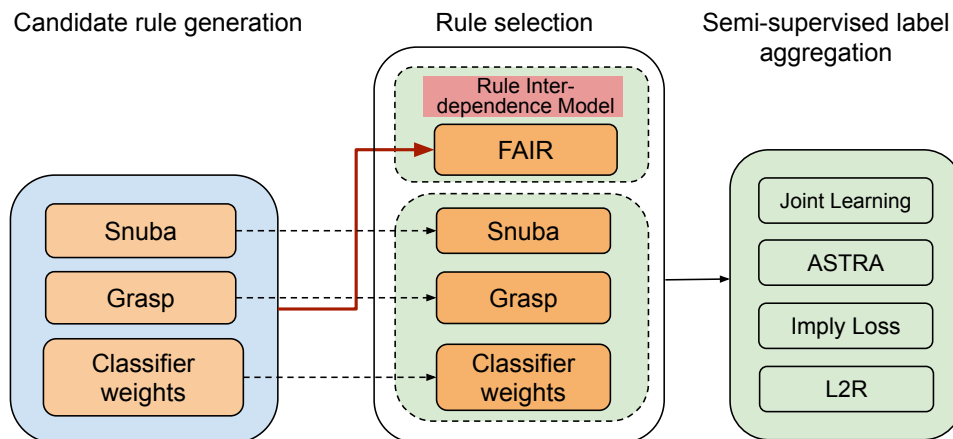 Candidate rule generation
Rule selection
Semi-supervised label
aggregation
Snuba
Grasp
Classifier
weights
Rule Inter-
dependence Model
FAIR
Snuba
Grasp
Classifier
weights
Joint Learning
ASTRA
Imply Loss
L2R